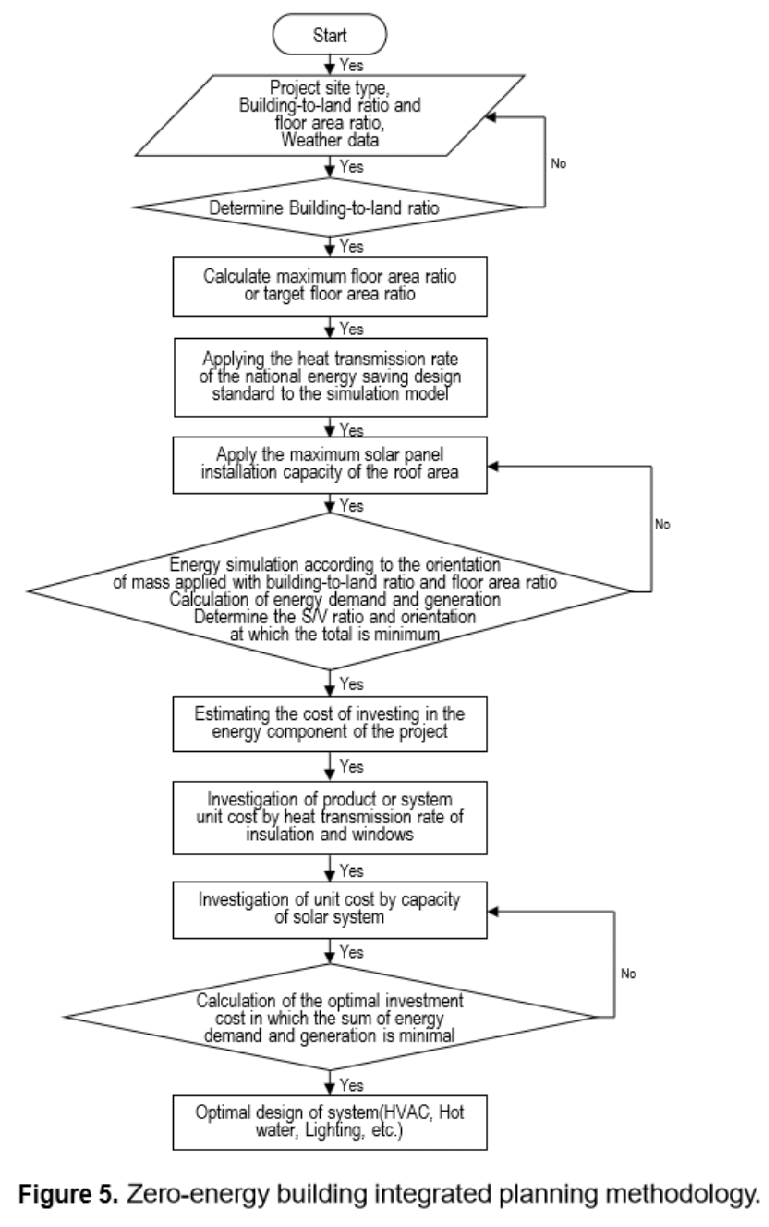 Start
Yes
Project site type,
Building-to-land ratio and
floor area ratio,
Weather data
No
Yes
Determine Building-to-land ratio
Yes
Calculate maximum floor area ratio
or target floor area ratio
Yes
Applying the heat transmission rate
of the national energy saving design
standard to the simulation model
Yes
Apply the maximum solar panel
installation capacity of the roof area
Yes
No
Energy simulation according to the orientation
of mass applied with building-to-land ratio and floor area ratio
Calculation of energy demand and generation
Determine the S/V ratio and orientation
at which the total is minimum
Yes
Estimating the cost of investing in the
energy component of the project
Yes
Investigation of product or system
unit cost by heat transmission rate of
insulation and windows
Yes
Investigation of unit cost by capacity
of solar system
Yes
No
Calculation of the optimal investment
cost in which the sum of energy
demand and generation is minimal
Yes
Optimal design of system(HVAC, Hot
water, Lighting, etc.)
Figure 5. Zero-energy building integrated planning methodology.